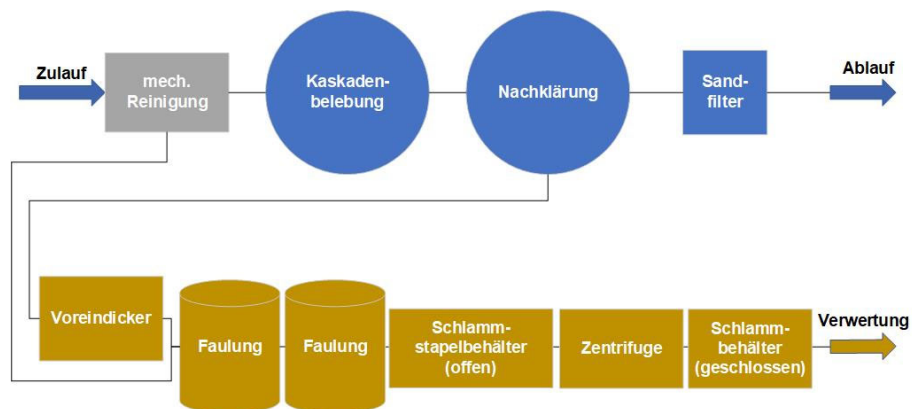 Zulauf
mech.
Reinigung
Kaskaden-
belebung
Nachklärung
Sand-
filter
Ablauf
Voreindicker
Faulung
Faulung
Schlamm-
stapelbehälter
(offen)
Zentrifuge
Schlamm-
behälter
(geschlossen)
Verwertung